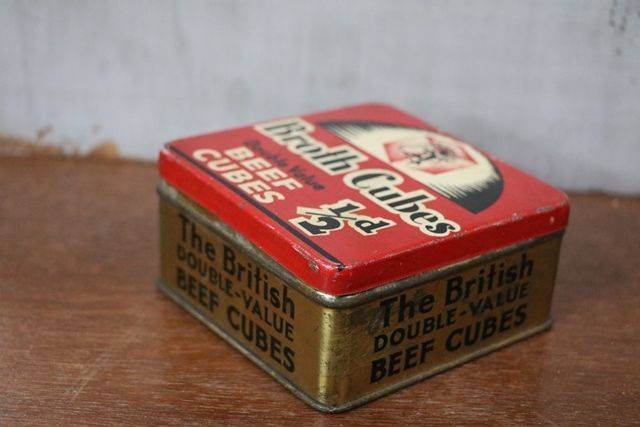 Broth Cubes
Double Value
BEEF
CUBES
1/2d
The British
DOUBLE-VALUE
BEEF CUBES
The British
DOUBLE-VALUE
BEEF CUBES